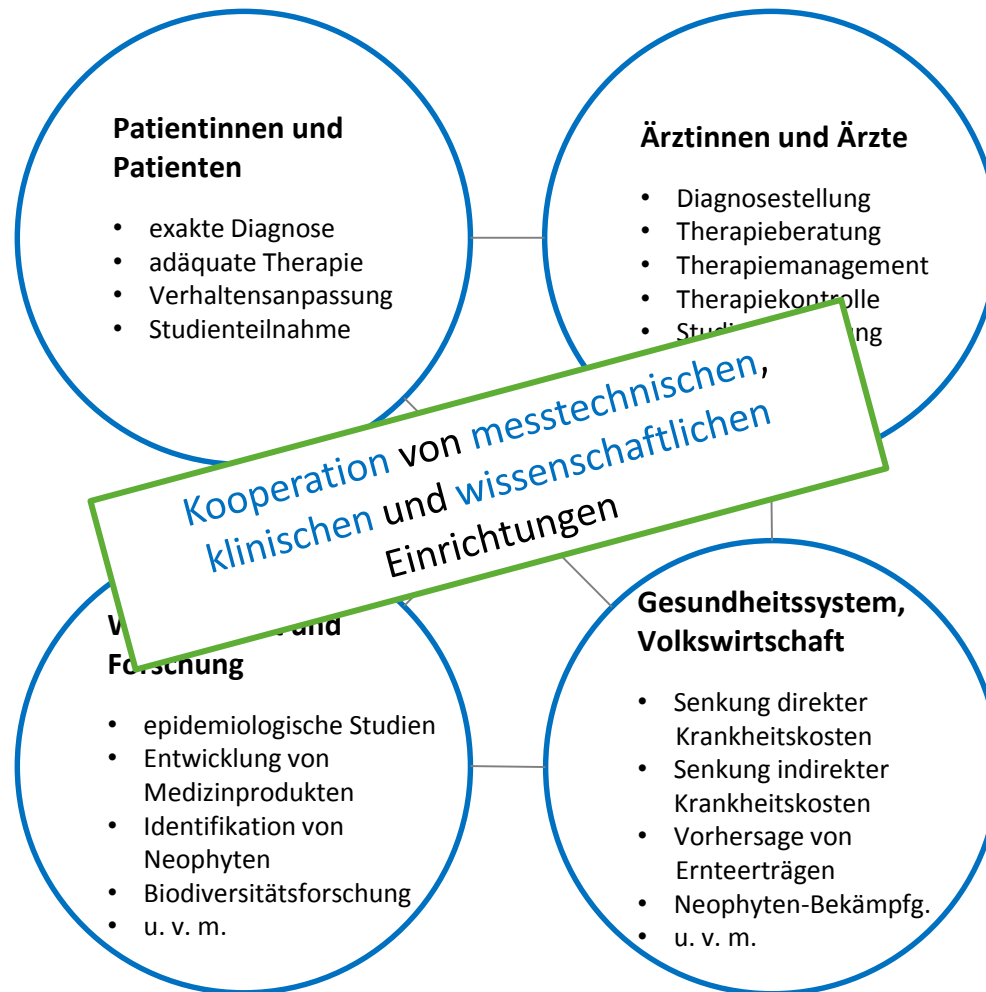 Patientinnen und
Patienten
• exakte Diagnose
• adäquate Therapie
• Verhaltensanpassung
• Studienteilnahme
Ärztinnen und Ärzte
• Diagnosestellung
• Therapieberatung
• Therapiemanagement
• Therapiekontrolle
•
Kooperation von messtechnischen,
klinischen und wissenschaftlichen
Einrichtungen
und
Forschung
• epidemiologische Studien
• Entwicklung von
Medizinprodukten
• Identifikation von
Neophyten
• Biodiversitätsforschung
• u. v. m.
Gesundheitssystem,
Volkswirtschaft
• Senkung direkter
Krankheitskosten
• Senkung indirekter
Krankheitskosten
• Vorhersage von
Ernteerträgen
• Neophyten-Bekämpfg.
• u. v. m.